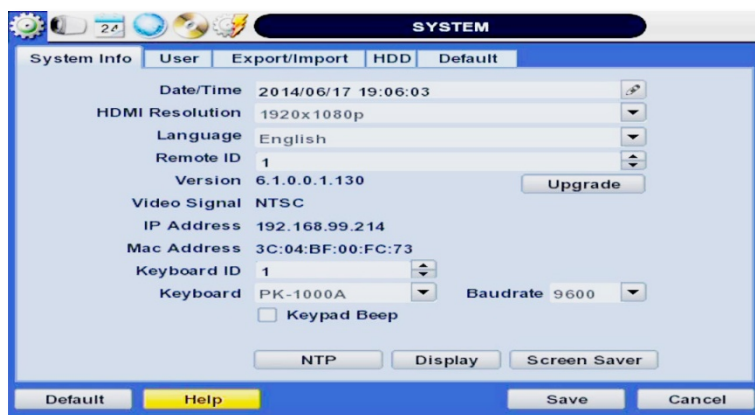 24
SYSTEM
System Info User Export/Import HDD Default
Date/Time 2014/06/17 19:06:03
HDMI Resolution 1920x1080p
Language English
Remote ID 1
Version 6.1.0.0.1.130 Upgrade
Video Signal NTSC
IP Address 192.168.99.214
Mac Address 3C:04:BF:00:FC:73
Keyboard ID 1
Keyboard PK-1000A Baudrate 9600
Keypad Beep
NTP Display Screen Saver
Default Help Save Cancel